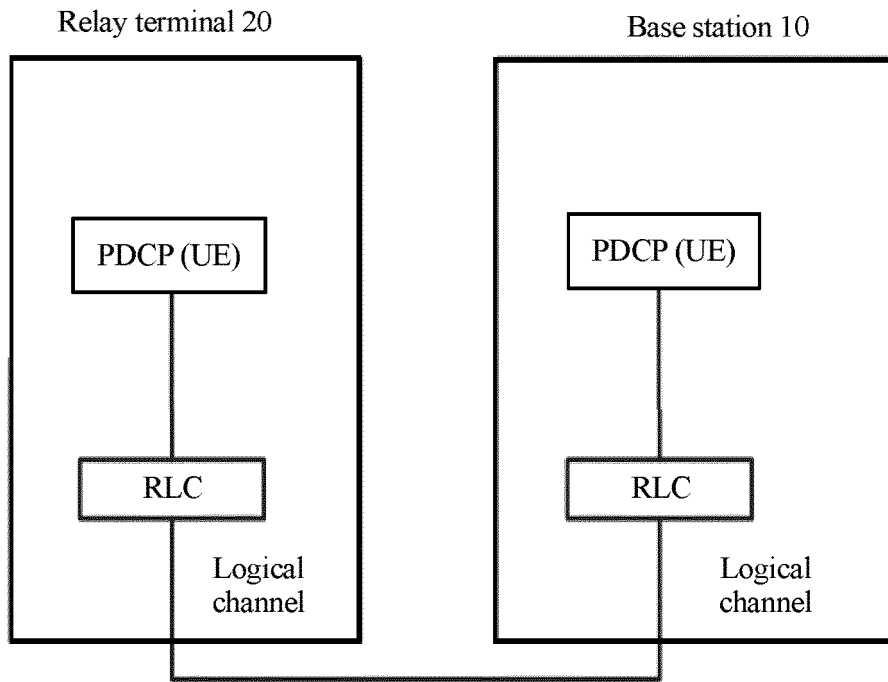 Relay terminal 20
Base station 10
PDCP (UE)
PDCP (UE)
RLC
RLC
Logical
channel
Logical
channel